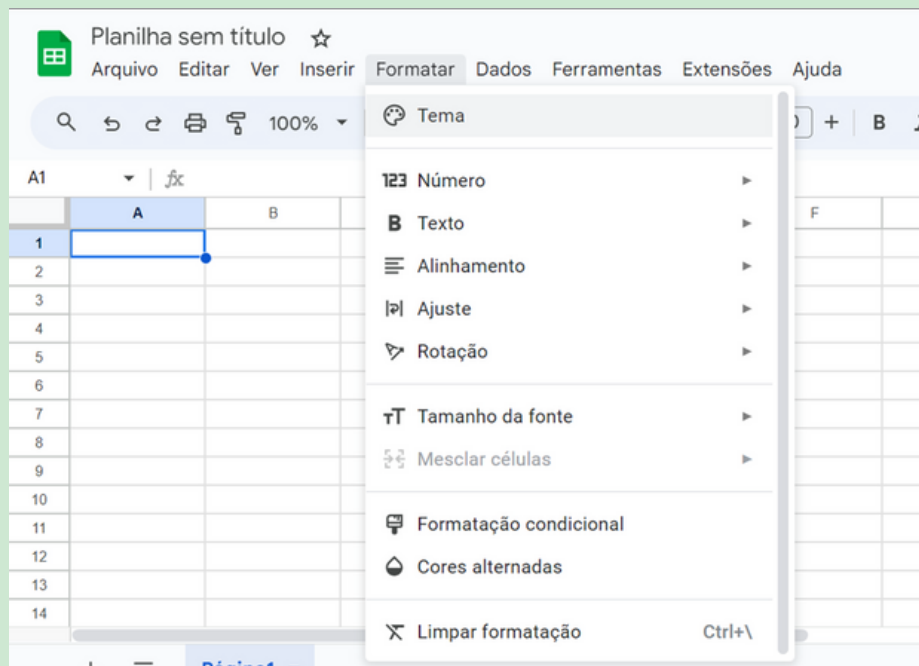 Planilha sem título
Arquivo Editar Ver Inserir Formatar Dados Ferramentas Extensões Ajuda
100%
B
A1 fx
A B F
Tema
123 Número
B Texto
Alinhamento
Ajuste
Rotação
Tamanho da fonte
Mesclar células
Formatação condicional
Cores alternadas
Limpar formatação Ctrl+\
1
2
3
4
5
6
7
8
9
10
11
12
13
14